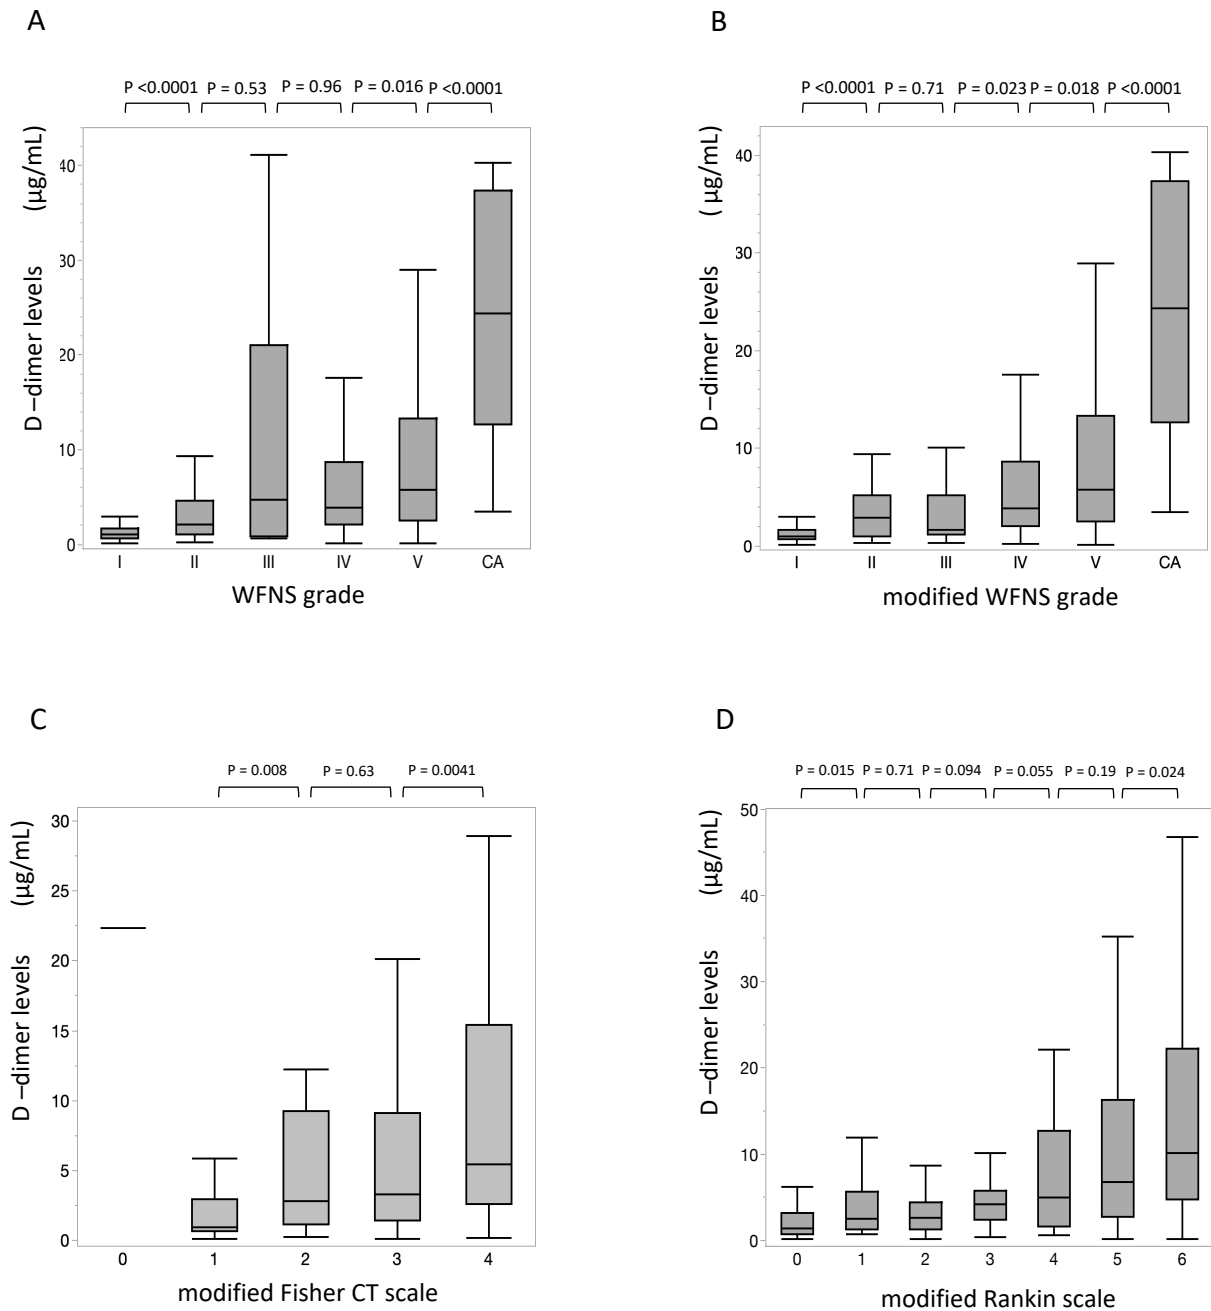 A
P <0.0001 P = 0.53 P = 0.96 P = 0.016 P <0.0001
D –dimer levels (μg/mL)
40
30
20
10
0
I II III IV V CA
WFNS grade
B
P <0.0001 P = 0.71 P = 0.023 P = 0.018 P <0.0001
D –dimer levels ( μg/mL)
40
30
20
10
0
I II III IV V CA
modified WFNS grade
C
P = 0.008 P = 0.63 P = 0.0041
D –dimer levels (μg/mL)
30
25
20
15
10
5
0
0 1 2 3 4
modified Fisher CT scale
D
P = 0.015 P = 0.71 P = 0.094 P = 0.055 P = 0.19 P = 0.024
D –dimer levels (μg/mL)
50
40
30
20
10
0
0 1 2 3 4 5 6
modified Rankin scale